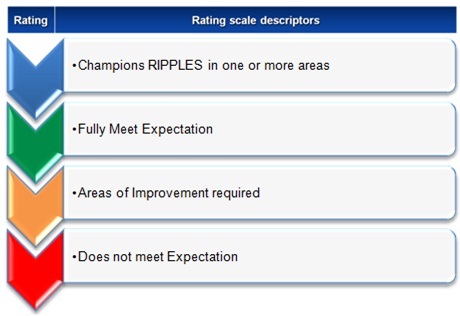 Rating Rating scale descriptors
•Champions RIPPLES in one or more areas
•Fully Meet Expectation
•Areas of Improvement required
•Does not meet Expectation